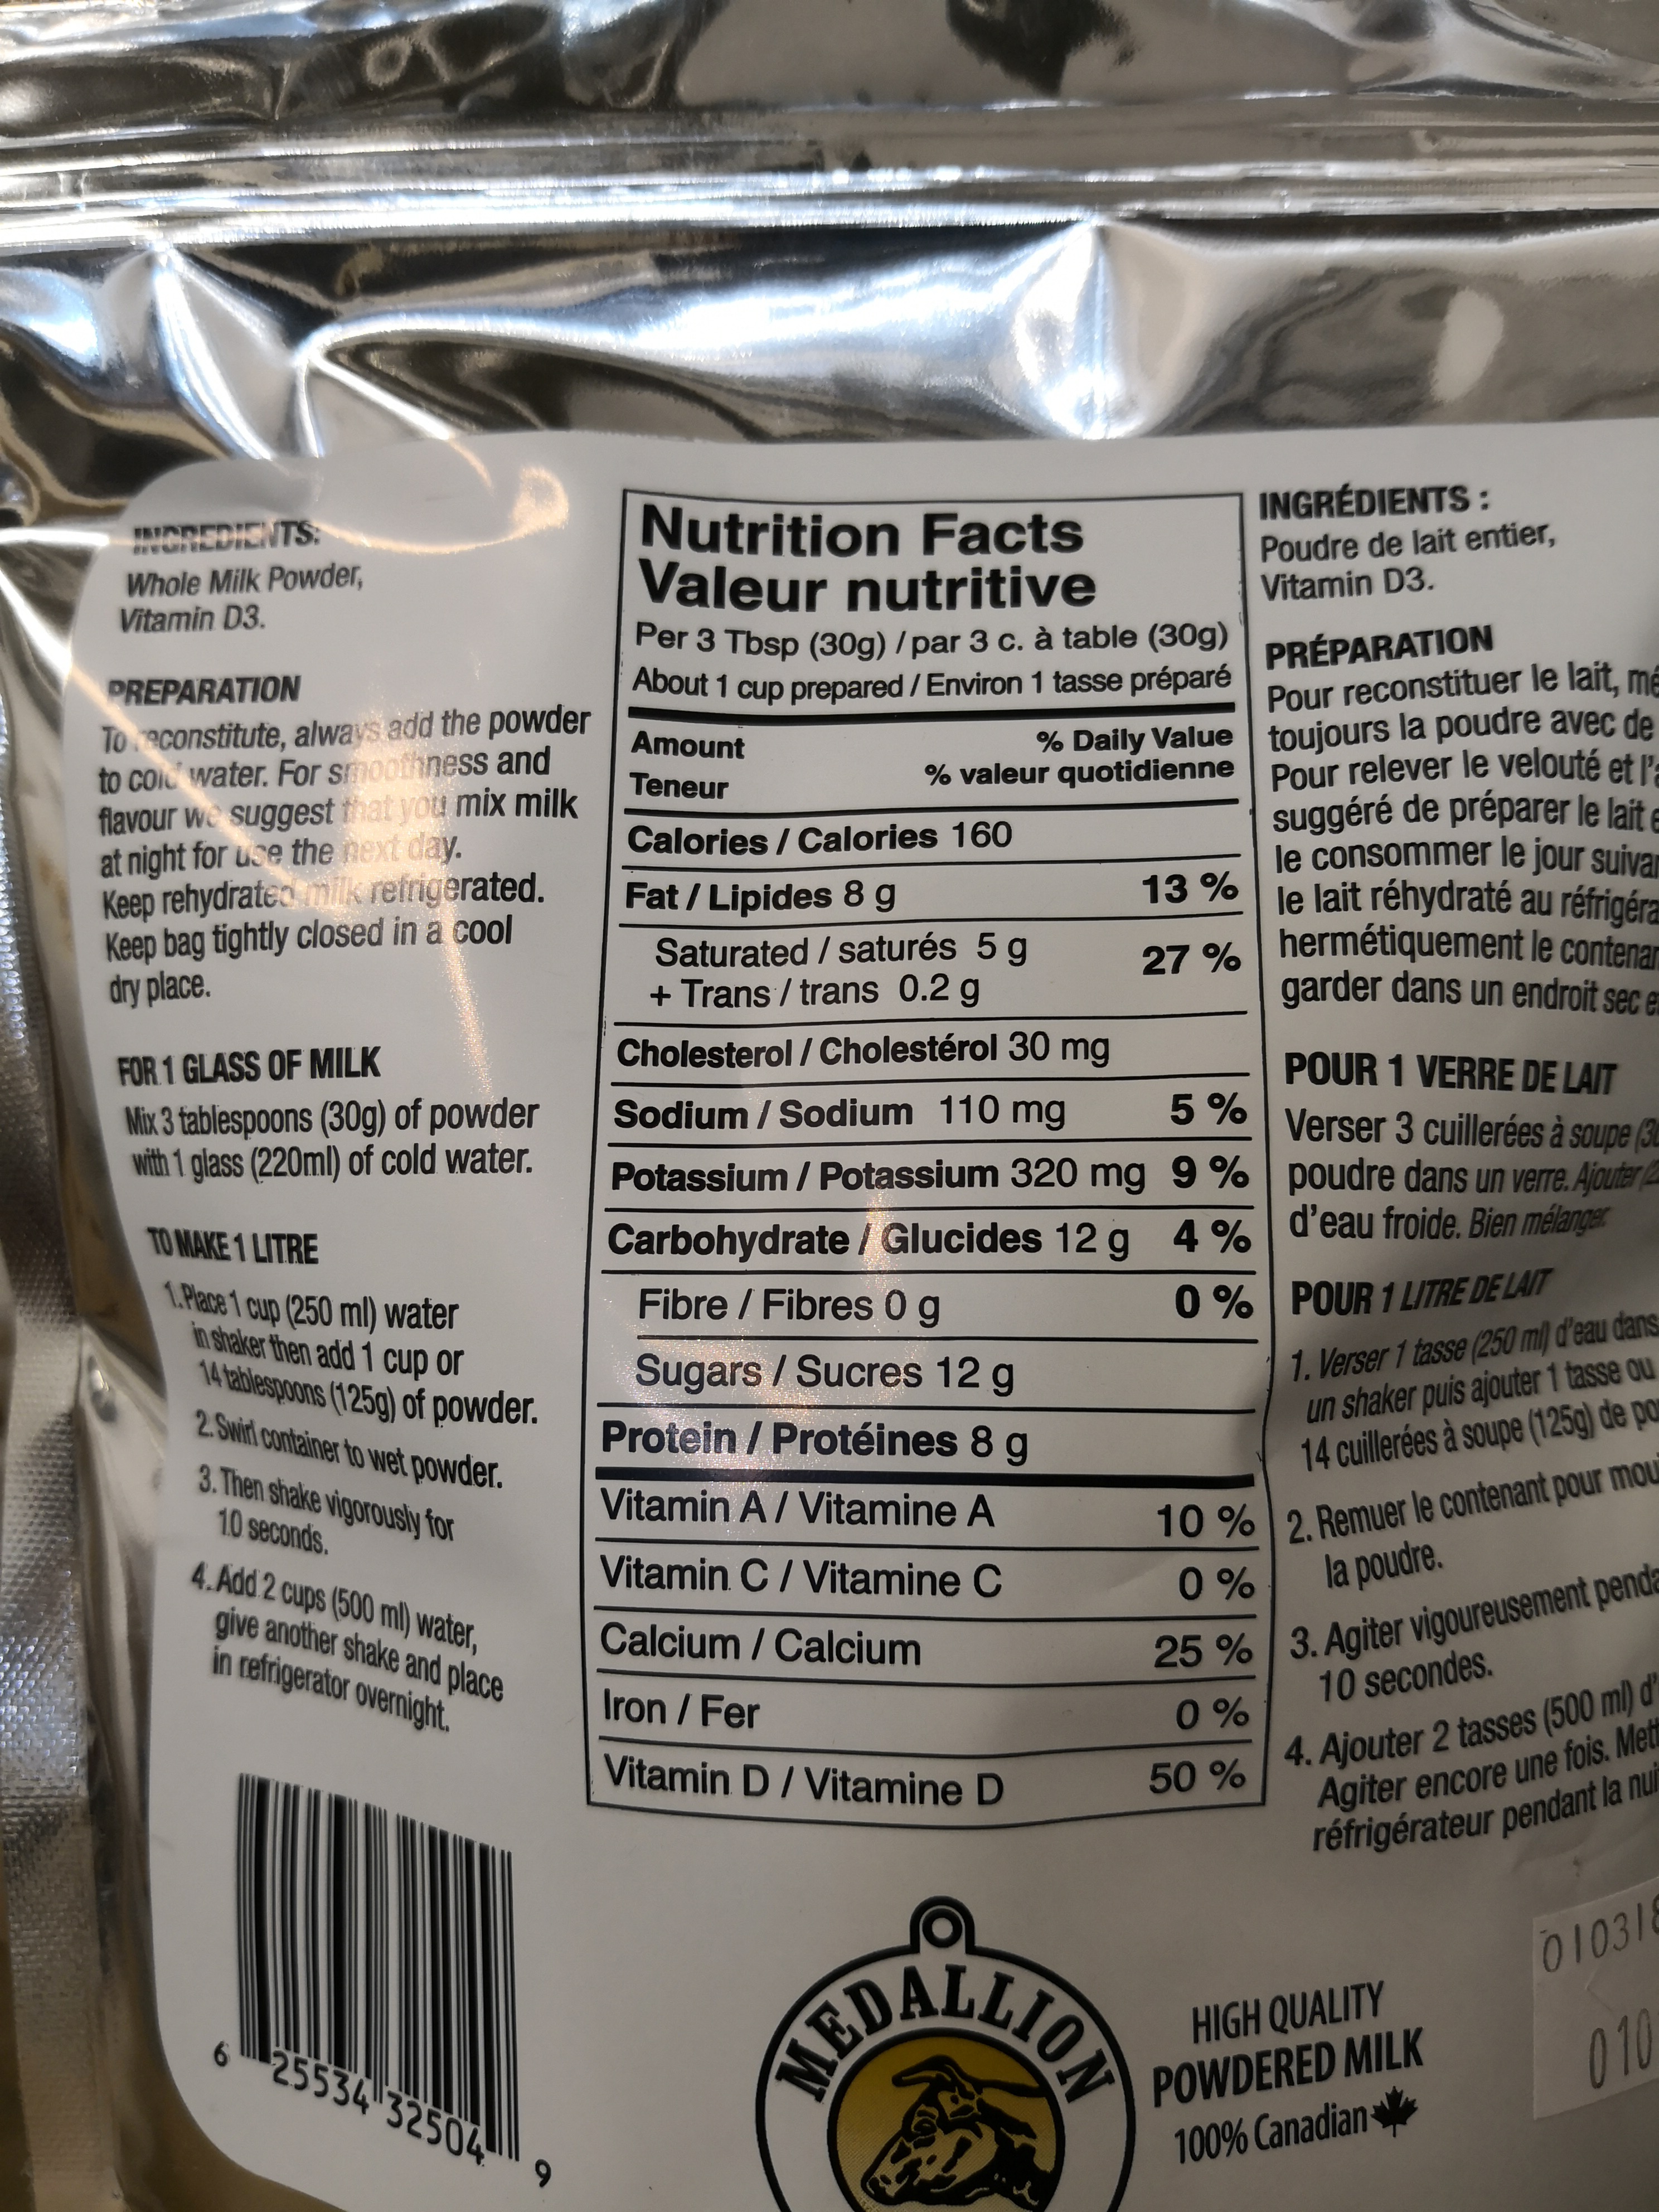 INGREDIENTS:
Whole Milk Powder,
Vitamin D3.
PREPARATION
To reconstitute, always add the powder
to cold water. For smoothness and
flavour we suggest that you mix milk
at night for use the next day.
Keep rehydrated milk refrigerated.
Keep bag tightly closed in a cool
dry place.
FOR 1 GLASS OF MILK
Mix 3 tablespoons (30g) of powder
with 1 glass (220ml) of cold water.
TO MAKE 1 LITRE
1. Place 1 cup (250 ml) water
in shaker then add 1 cup or
14 tablespoons (125g) of powder.
2. Swirl container to wet powder.
3. Then shake vigorously for
10 seconds.
4. Add 2 cups (500 ml) water,
give another shake and place
in refrigerator overnight.
6 25534 32504 9
Nutrition Facts
Valeur nutritive
Per 3 Tbsp (30g) / par 3 c. à table (30g)
About 1 cup prepared / Environ 1 tasse préparé
Amount % Daily Value
Teneur % valeur quotidienne
Calories / Calories 160
Fat / Lipides 8 g 13 %
Saturated / saturés 5 g 27 %
+ Trans / trans 0.2 g
Cholesterol / Cholestérol 30 mg
Sodium / Sodium 110 mg 5 %
Potassium / Potassium 320 mg 9 %
Carbohydrate / Glucides 12 g 4 %
Fibre / Fibres 0 g 0 %
Sugars / Sucres 12 g
Protein / Protéines 8 g
Vitamin A / Vitamine A 10 %
Vitamin C / Vitamine C 0 %
Calcium / Calcium 25 %
Iron / Fer 0 %
Vitamin D / Vitamine D 50 %
MEDALLION
HIGH QUALITY
POWDERED MILK
100% Canadian
INGRÉDIENTS :
Poudre de lait entier,
Vitamin D3.
PRÉPARATION
Pour reconstituer le lait, mé
toujours la poudre avec de
Pour relever le velouté et l'a
suggéré de préparer le lait e
le consommer le jour suivan
le lait réhydraté au réfrigéra
hermétiquement le contenan
garder dans un endroit sec e
POUR 1 VERRE DE LAIT
Verser 3 cuillerées à soupe (30
poudre dans un verre. Ajouter (2
d'eau froide. Bien mélanger.
POUR 1 LITRE DE LAIT
1. Verser 1 tasse (250 ml) d'eau dans
un shaker puis ajouter 1 tasse ou
14 cuillerées à soupe (125g) de po
2. Remuer le contenant pour mou
la poudre.
3. Agiter vigoureusement penda
10 secondes.
4. Ajouter 2 tasses (500 ml) d'
Agiter encore une fois. Mett
réfrigérateur pendant la nui
010318
010